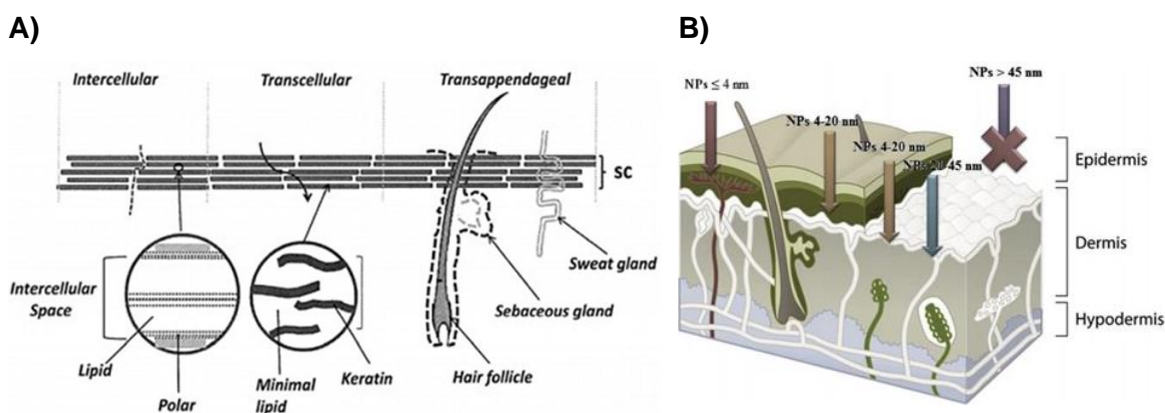 A)
B)
Intercellular
Transcellular
Transappendageal
SC
Intercellular
Space
Lipid
Polar
Minimal
lipid
Keratin
Hair follicle
Sebaceous gland
Sweat gland
NPs ≤ 4 nm
NPs 4-20 nm
NPs 4-20 nm
NPs > 45 nm
Epidermis
Dermis
Hypodermis